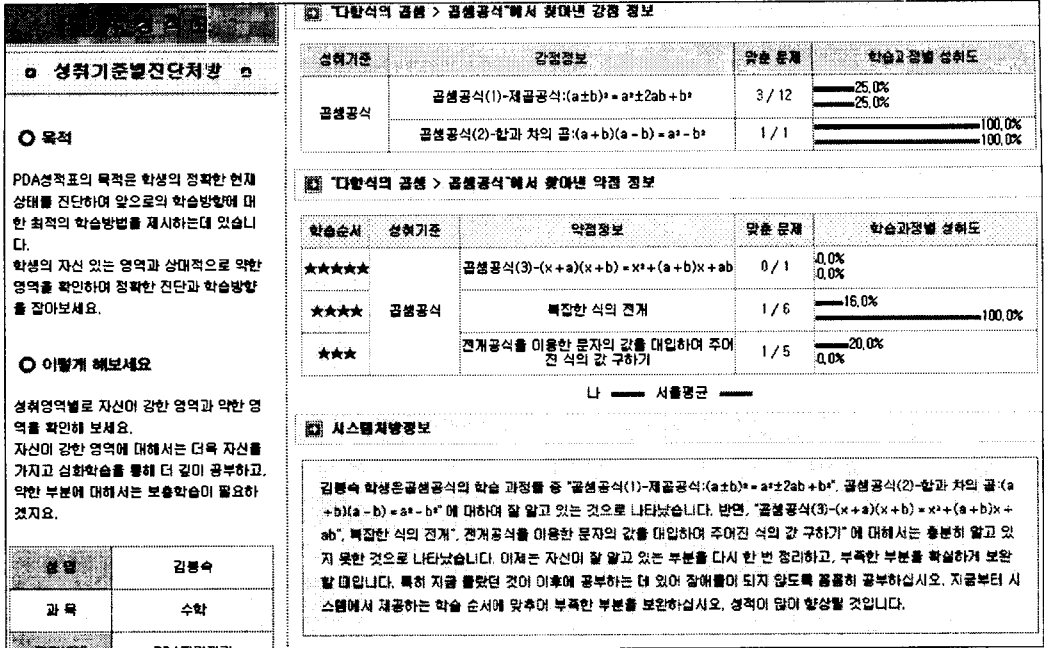 성취기준별진단처방
목적
PDA성적표의 목적은 학생의 정확한 현재
상태를 진단하여 앞으로의 학습방향에 대
한 최적의 학습방법을 제시하는데 있습니
다.
학생의 자신 있는 영역과 상대적으로 약한
영역을 확인하여 정확한 진단과 학습방향
을 잡아보세요.
이렇게 해보세요
성취영역별로 자신이 강한 영역과 약한 영
역을 확인해 보세요.
자신이 강한 영역에 대해서는 더욱 자신을
가지고 심화학습을 통해 더 깊이 공부하고,
약한 부분에 대해서는 보충학습이 필요하
겠지요.
성 명 김봉숙
과 목 수학
"다항식의 곱셈 > 곱셈공식"에서 찾아낸 강점 정보
성취기준 강점정보 맞춘 문제 학습과정별 성취도
곱셈공식
곱셈공식(1)-제곱공식:(a±b)²=a²±2ab+b² 3 / 12 25,0%
25,0%
곱셈공식(2)-합과 차의 곱:(a+b)(a-b)=a²-b² 1 / 1 100,0%
100,0%
"다항식의 곱셈 > 곱셈공식"에서 찾아낸 약점 정보
학습순서 성취기준 약점정보 맞춘 문제 학습과정별 성취도
★★★★★ 곱셈공식(3)-(x+a)(x+b)=x²+(a+b)x+ab 0 / 1 0,0%
0,0%
★★★★ 곱셈공식 복잡한 식의 전개 1 / 6 16,0%
100,0%
★★★ 전개공식을 이용한 문자의 값을 대입하여 주어
진 식의 값 구하기 1 / 5 20,0%
0,0%
나 서울평균
시스템처방정보
김봉숙 학생은곱셈공식의 학습 과정들 중 "곱셈공식(1)-제곱공식:(a±b)²=a²±2ab+b²", 곱셈공식(2)-합과 차의 곱:(a
+b)(a-b)=a²-b²" 에 대하여 잘 알고 있는 것으로 나타났습니다. 반면, "곱셈공식(3)-(x+a)(x+b)=x²+(a+b)x+
ab", 복잡한 식의 전개", 전개공식을 이용한 문자의 값을 대입하여 주어진 식의 값 구하기" 에 대해서는 충분히 알고 있
지 못한 것으로 나타났습니다. 이제는 자신이 잘 알고 있는 부분을 다시 한 번 정리하고, 부족한 부분을 확실하게 보완
할 때입니다. 특히 지금 몰랐던 것이 이후에 공부하는 데 있어 장애물이 되지 않도록 꼼꼼히 공부하십시오. 지금부터 시
스템에서 제공하는 학습 순서에 맞추어 부족한 부분을 보완하십시오. 성적이 많이 향상될 것입니다.